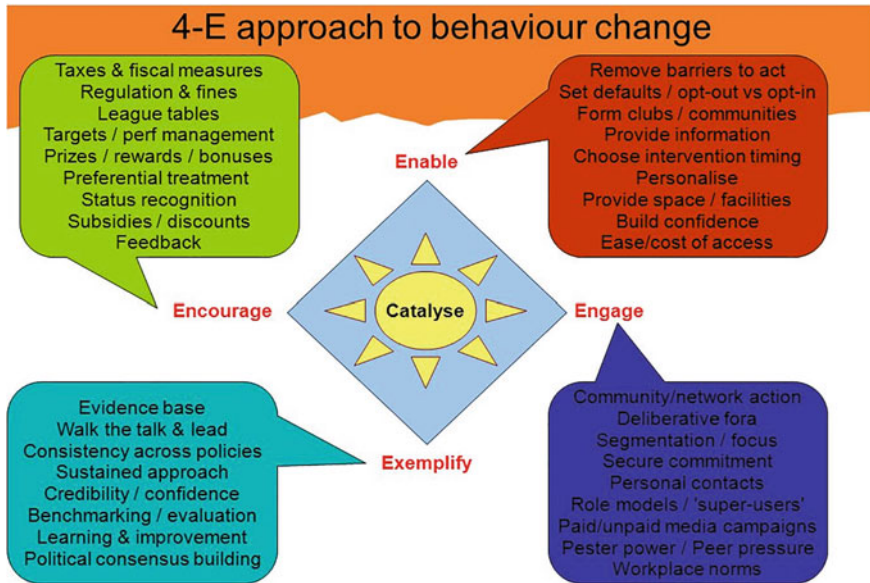 4-E approach to behaviour change
Taxes & fiscal measures
Regulation & fines
League tables
Targets / perf management
Prizes / rewards / bonuses
Preferential treatment
Status recognition
Subsidies / discounts
Feedback
Remove barriers to act
Set defaults / opt-out vs opt-in
Form clubs / communities
Provide information
Choose intervention timing
Personalise
Provide space / facilities
Build confidence
Ease/cost of access
Enable
Encourage
Catalyse
Engage
Exemplify
Evidence base
Walk the talk & lead
Consistency across policies
Sustained approach
Credibility / confidence
Benchmarking / evaluation
Learning & improvement
Political consensus building
Community/network action
Deliberative fora
Segmentation / focus
Secure commitment
Personal contacts
Role models / 'super-users'
Paid/unpaid media campaigns
Pester power / Peer pressure
Workplace norms